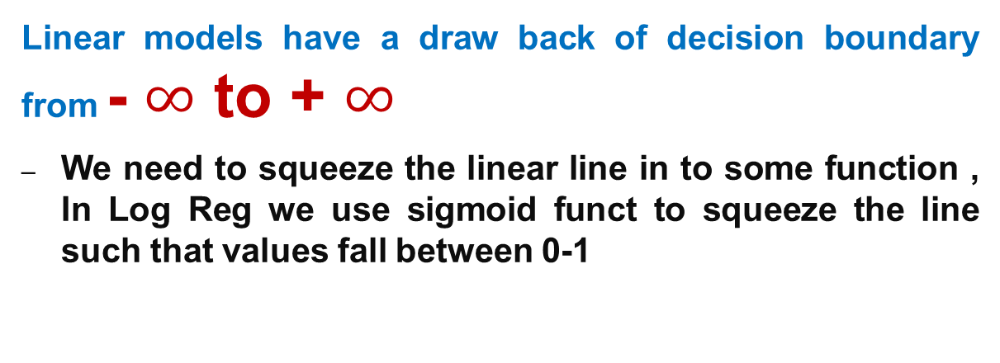 Linear models have a draw back of decision boundary
from - ∞ to + ∞
– We need to squeeze the linear line in to some function ,
In Log Reg we use sigmoid funct to squeeze the line
such that values fall between 0-1